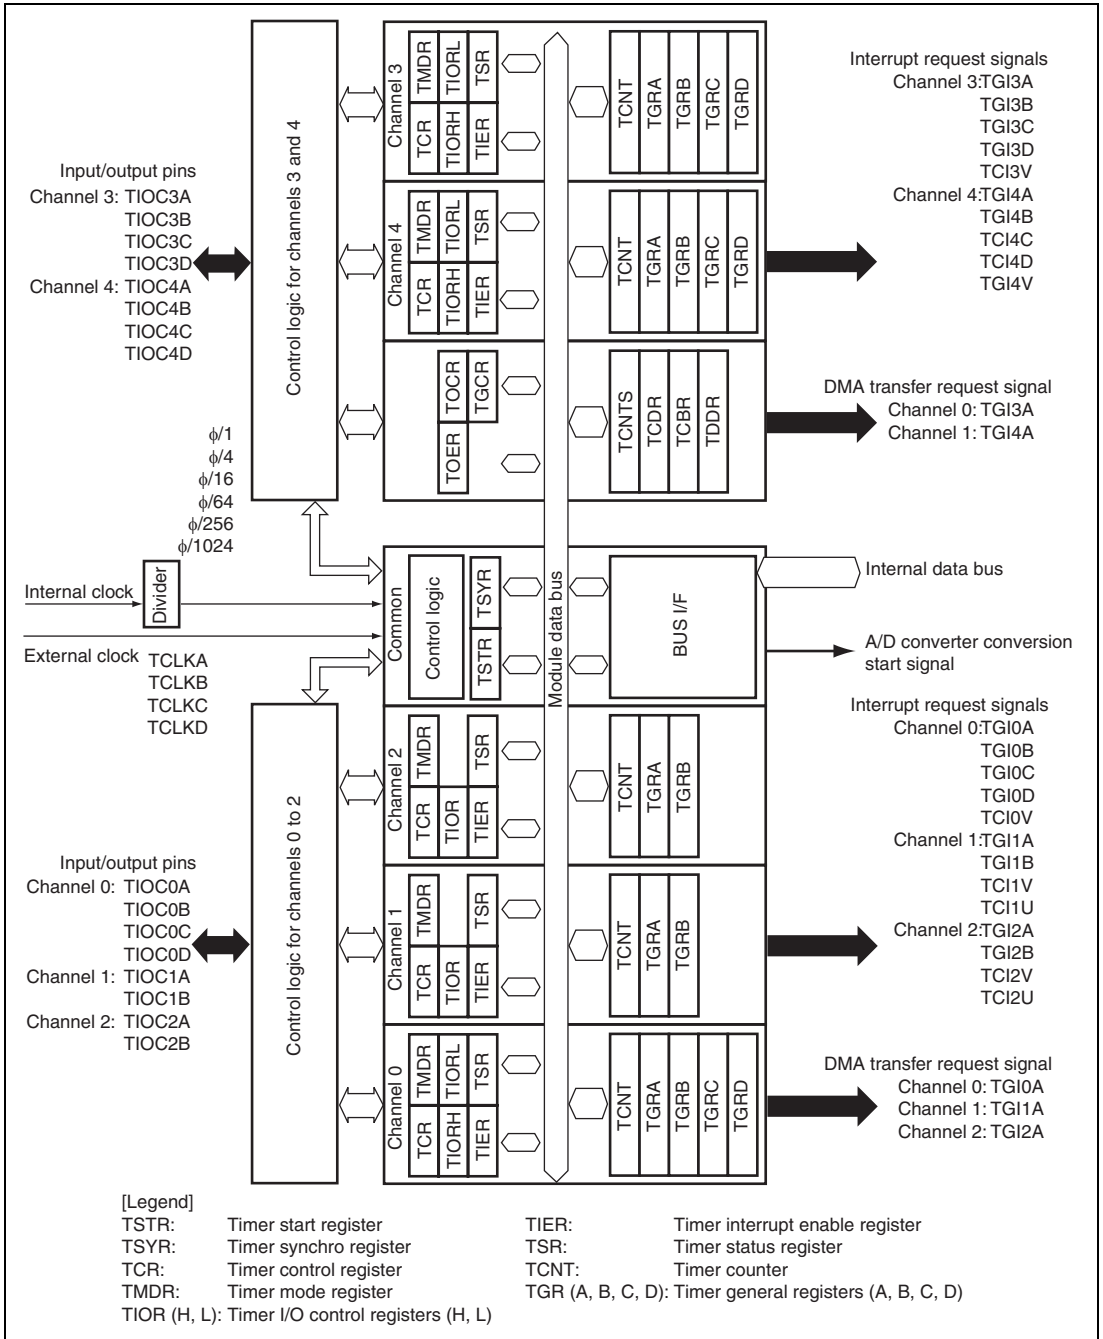 Control logic for channels 3 and 4
Channel 3
TMDR
TIORL
TSR
TCR
TIORH
TIER
TCNT
TGRA
TGRB
TGRC
TGRD
Channel 4
TMDR
TIORL
TSR
TCR
TIORH
TIER
TCNT
TGRA
TGRB
TGRC
TGRD
TOCR
TGCR
TOER
TCNTS
TCDR
TCBR
TDDR
Input/output pins
Channel 3: TIOC3A
TIOC3B
TIOC3C
TIOC3D
Channel 4: TIOC4A
TIOC4B
TIOC4C
TIOC4D
Interrupt request signals
Channel 3:TGI3A
TGI3B
TGI3C
TGI3D
TCI3V
Channel 4:TGI4A
TGI4B
TCI4C
TCI4D
TGI4V
DMA transfer request signal
Channel 0: TGI3A
Channel 1: TGI4A
ϕ/1
ϕ/4
ϕ/16
ϕ/64
ϕ/256
ϕ/1024
Internal clock
Divider
External clock
TCLKA
TCLKB
TCLKC
TCLKD
Common
Control logic
TSYR
TSTR
Module data bus
BUS I/F
Internal data bus
A/D converter conversion
start signal
Control logic for channels 0 to 2
Channel 2
TMDR
TSR
TCR
TIOR
TIER
TCNT
TGRA
TGRB
Channel 1
TMDR
TSR
TCR
TIOR
TIER
TCNT
TGRA
TGRB
Channel 0
TMDR
TIORL
TSR
TCR
TIORH
TIER
TCNT
TGRA
TGRB
TGRC
TGRD
Input/output pins
Channel 0: TIOC0A
TIOC0B
TIOC0C
TIOC0D
Channel 1: TIOC1A
TIOC1B
Channel 2: TIOC2A
TIOC2B
Interrupt request signals
Channel 0:TGI0A
TGI0B
TGI0C
TGI0D
TCI0V
Channel 1:TGI1A
TGI1B
TCI1V
TCI1U
Channel 2:TGI2A
TGI2B
TCI2V
TCI2U
DMA transfer request signal
Channel 0: TGI0A
Channel 1: TGI1A
Channel 2: TGI2A
[Legend]
TSTR: Timer start register
TSYR: Timer synchro register
TCR: Timer control register
TMDR: Timer mode register
TIOR (H, L): Timer I/O control registers (H, L)
TIER: Timer interrupt enable register
TSR: Timer status register
TCNT: Timer counter
TGR (A, B, C, D): Timer general registers (A, B, C, D)